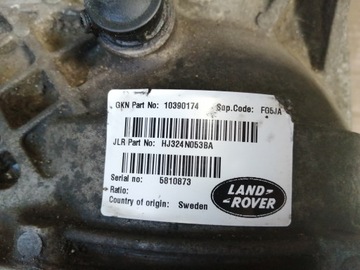 GKN Part No: 10390174 Sup.Code: FG5JA
JLR Part No: HJ324N053BA
Serial no: 5810873
Ratio:
Country of origin: Sweden
LAND
ROVER